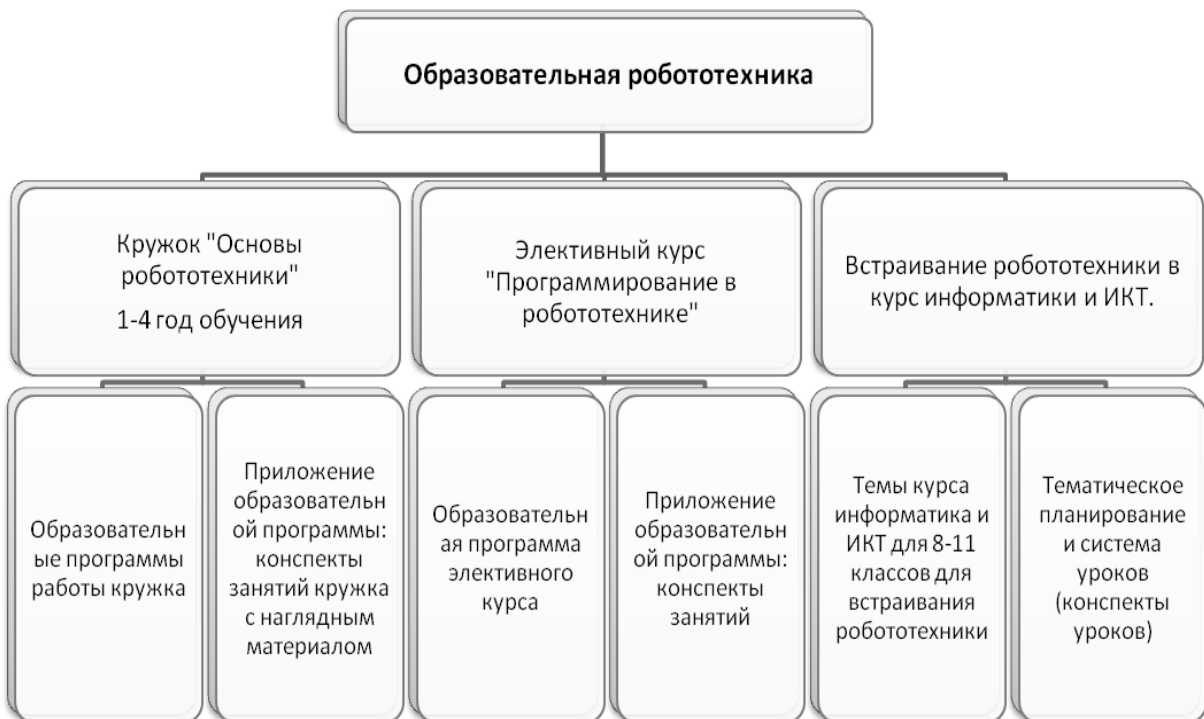 Образовательная робототехника
Кружок "Основы
робототехники"
1-4 год обучения
Элективный курс
"Программирование в
робототехнике"
Встраивание робототехники в
курс информатики и ИКТ.
Образовательн
ые программы
работы кружка
Приложение
образовательн
ой программы:
конспекты
занятий кружка
с наглядным
материалом
Образовательн
ая программа
элективного
курса
Приложение
образовательн
ой программы:
конспекты
занятий
Темы курса
информатика и
ИКТ для 8-11
классов для
встраивания
робототехники
Тематическое
планирование
и система
уроков
(конспекты
уроков)